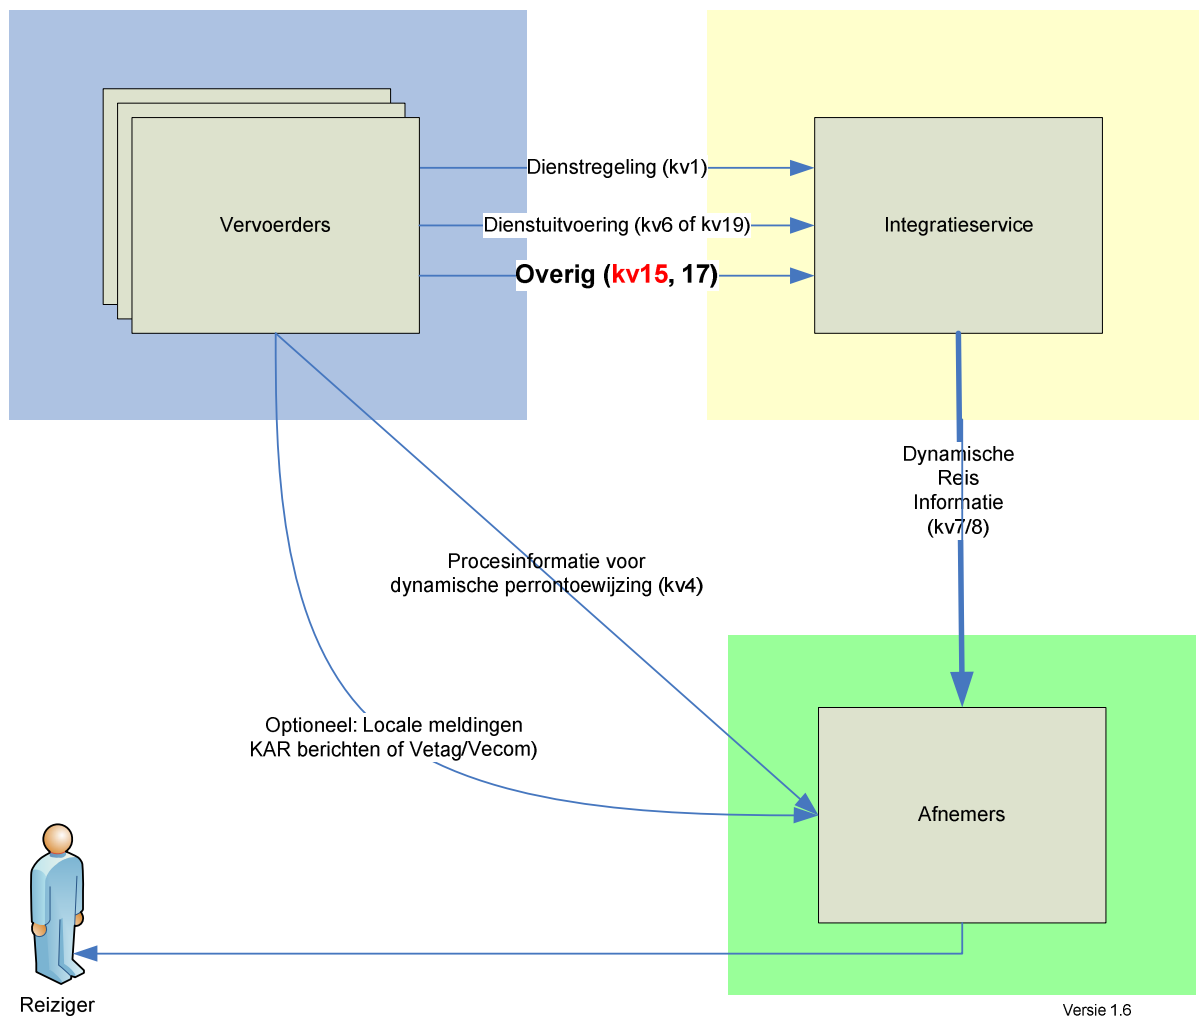 Dienstregeling (kv1)
Vervoerders
Dienstuitvoering (kv6 of kv19)
Integratieservice
Overig (kv15, 17)
Dynamische
Reis
Informatie
(kv7/8)
Procesinformatie voor
dynamische perrontoewijzing (kv4)
Optioneel: Locale meldingen
KAR berichten of Vetag/Vecom)
Afnemers
Reiziger
Versie 1.6